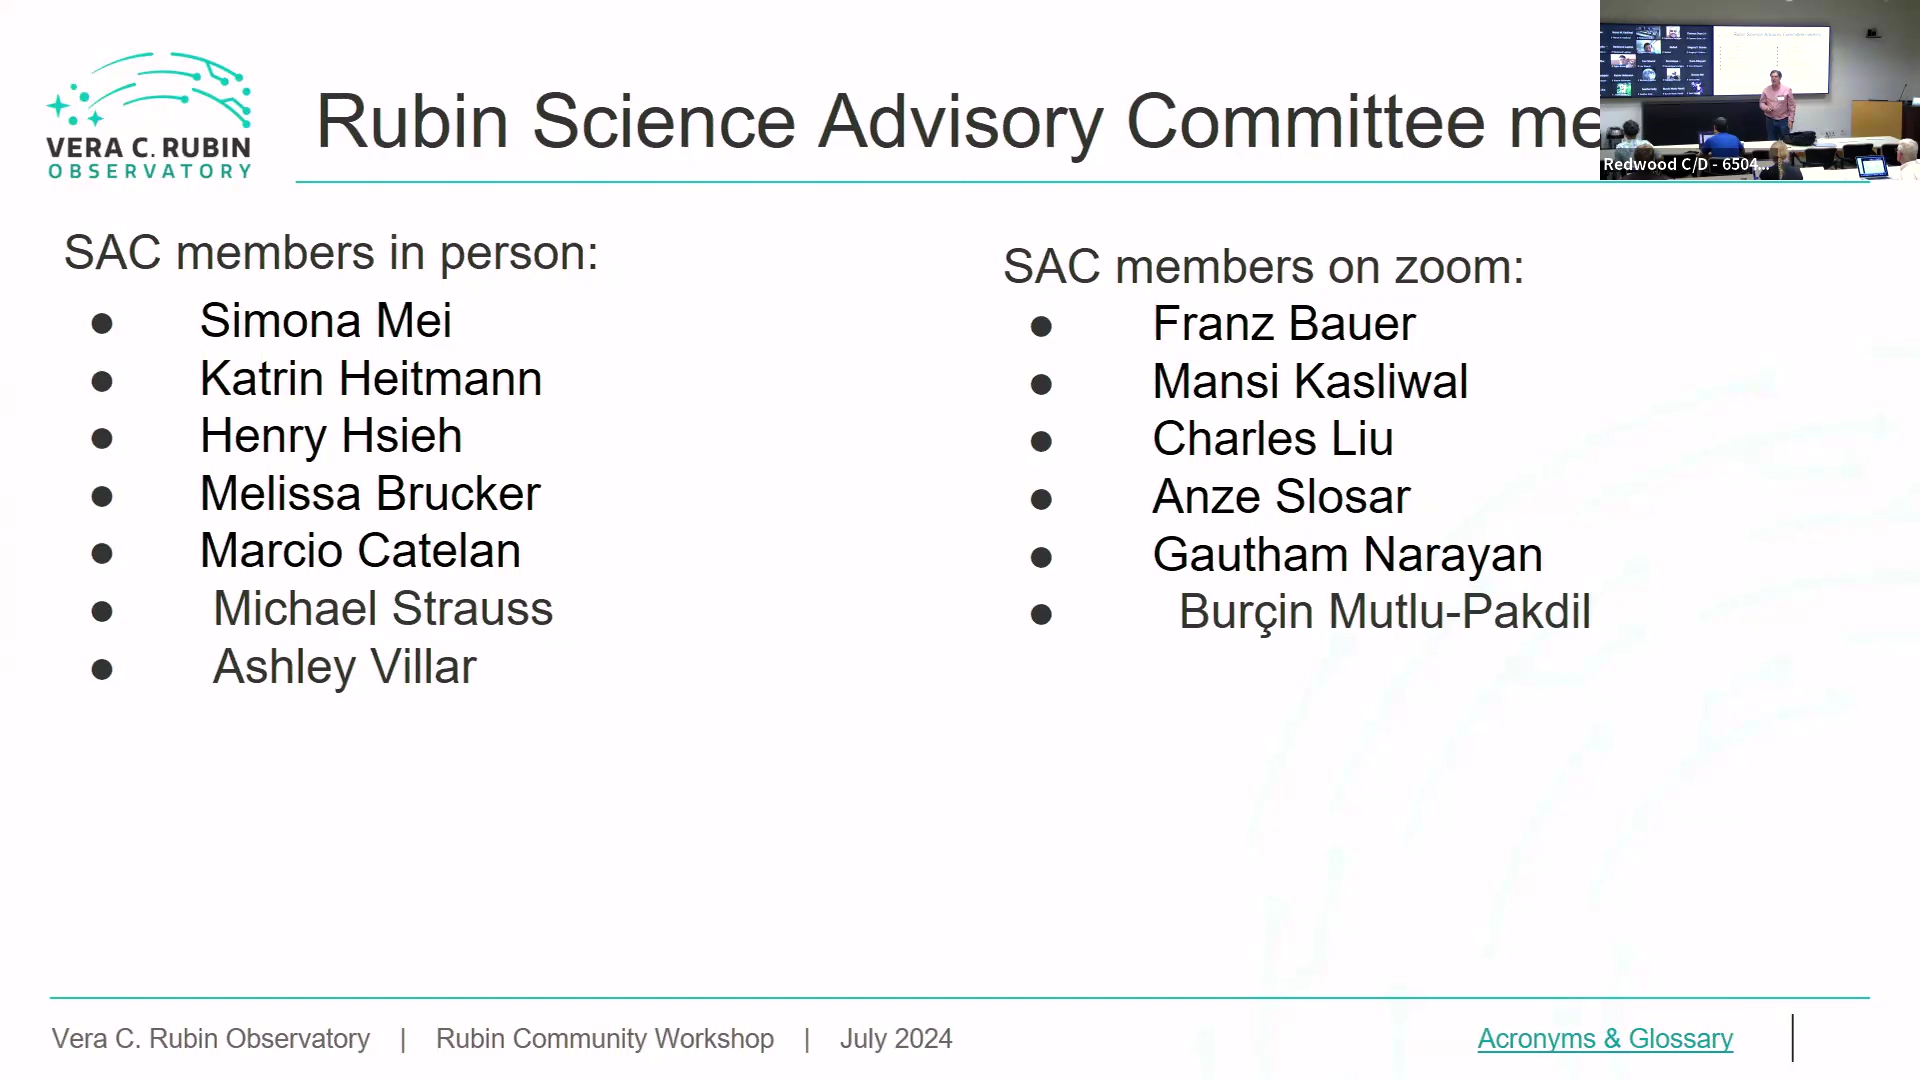 VERA C. RUBIN
OBSERVATORY
Rubin Science Advisory Committee me
Redwood C/D - 6504...
SAC members in person:
● Simona Mei
● Katrin Heitmann
● Henry Hsieh
● Melissa Brucker
● Marcio Catelan
● Michael Strauss
● Ashley Villar
SAC members on zoom:
● Franz Bauer
● Mansi Kasliwal
● Charles Liu
● Anze Slosar
● Gautham Narayan
● Burçin Mutlu-Pakdil
Vera C. Rubin Observatory | Rubin Community Workshop | July 2024
Acronyms & Glossary